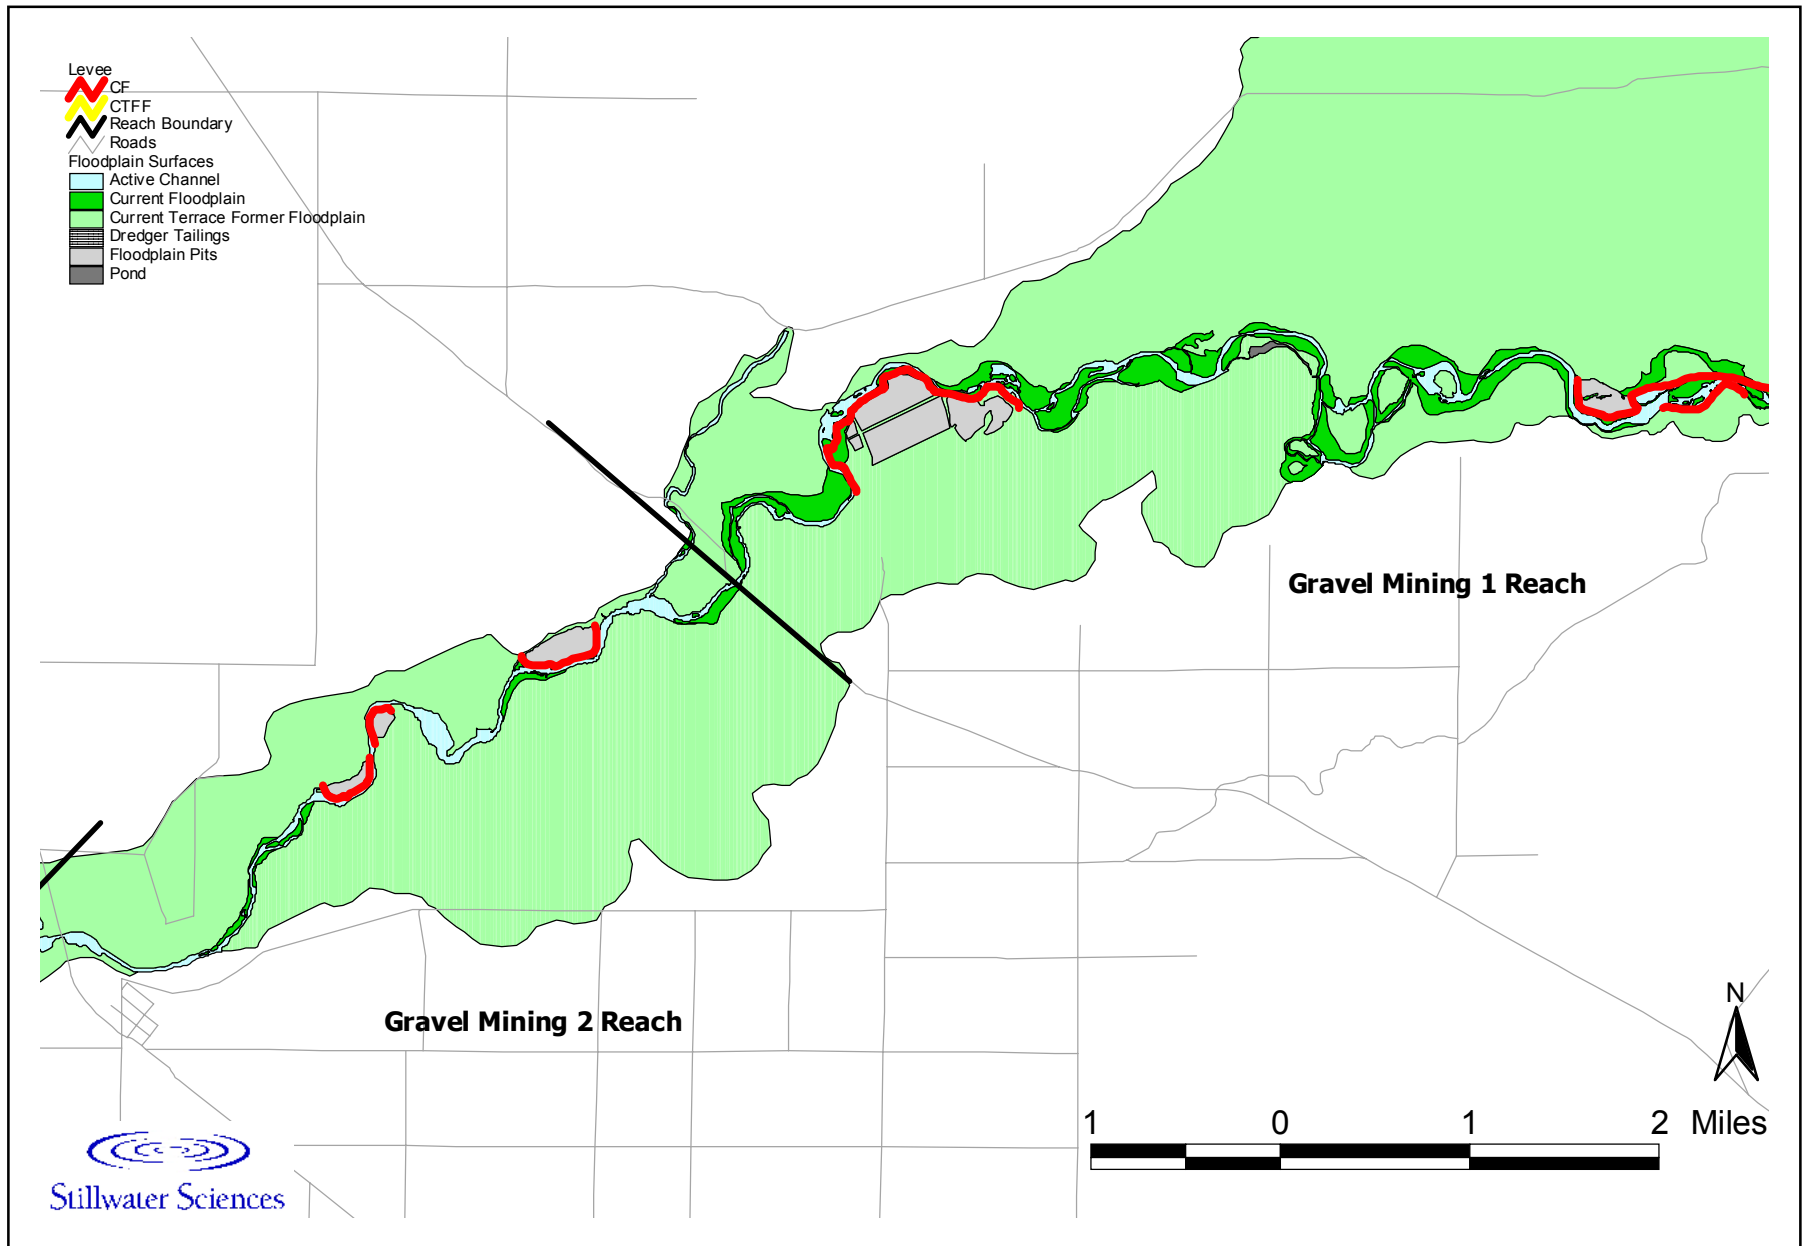 Levee
CF
CTFF
Reach Boundary
Roads
Floodplain Surfaces
Active Channel
Current Floodplain
Current Terrace Former Floodplain
Dredger Tailings
Floodplain Pits
Pond
Gravel Mining 1 Reach
Gravel Mining 2 Reach
N
1 0 1 2 Miles
Stillwater Sciences